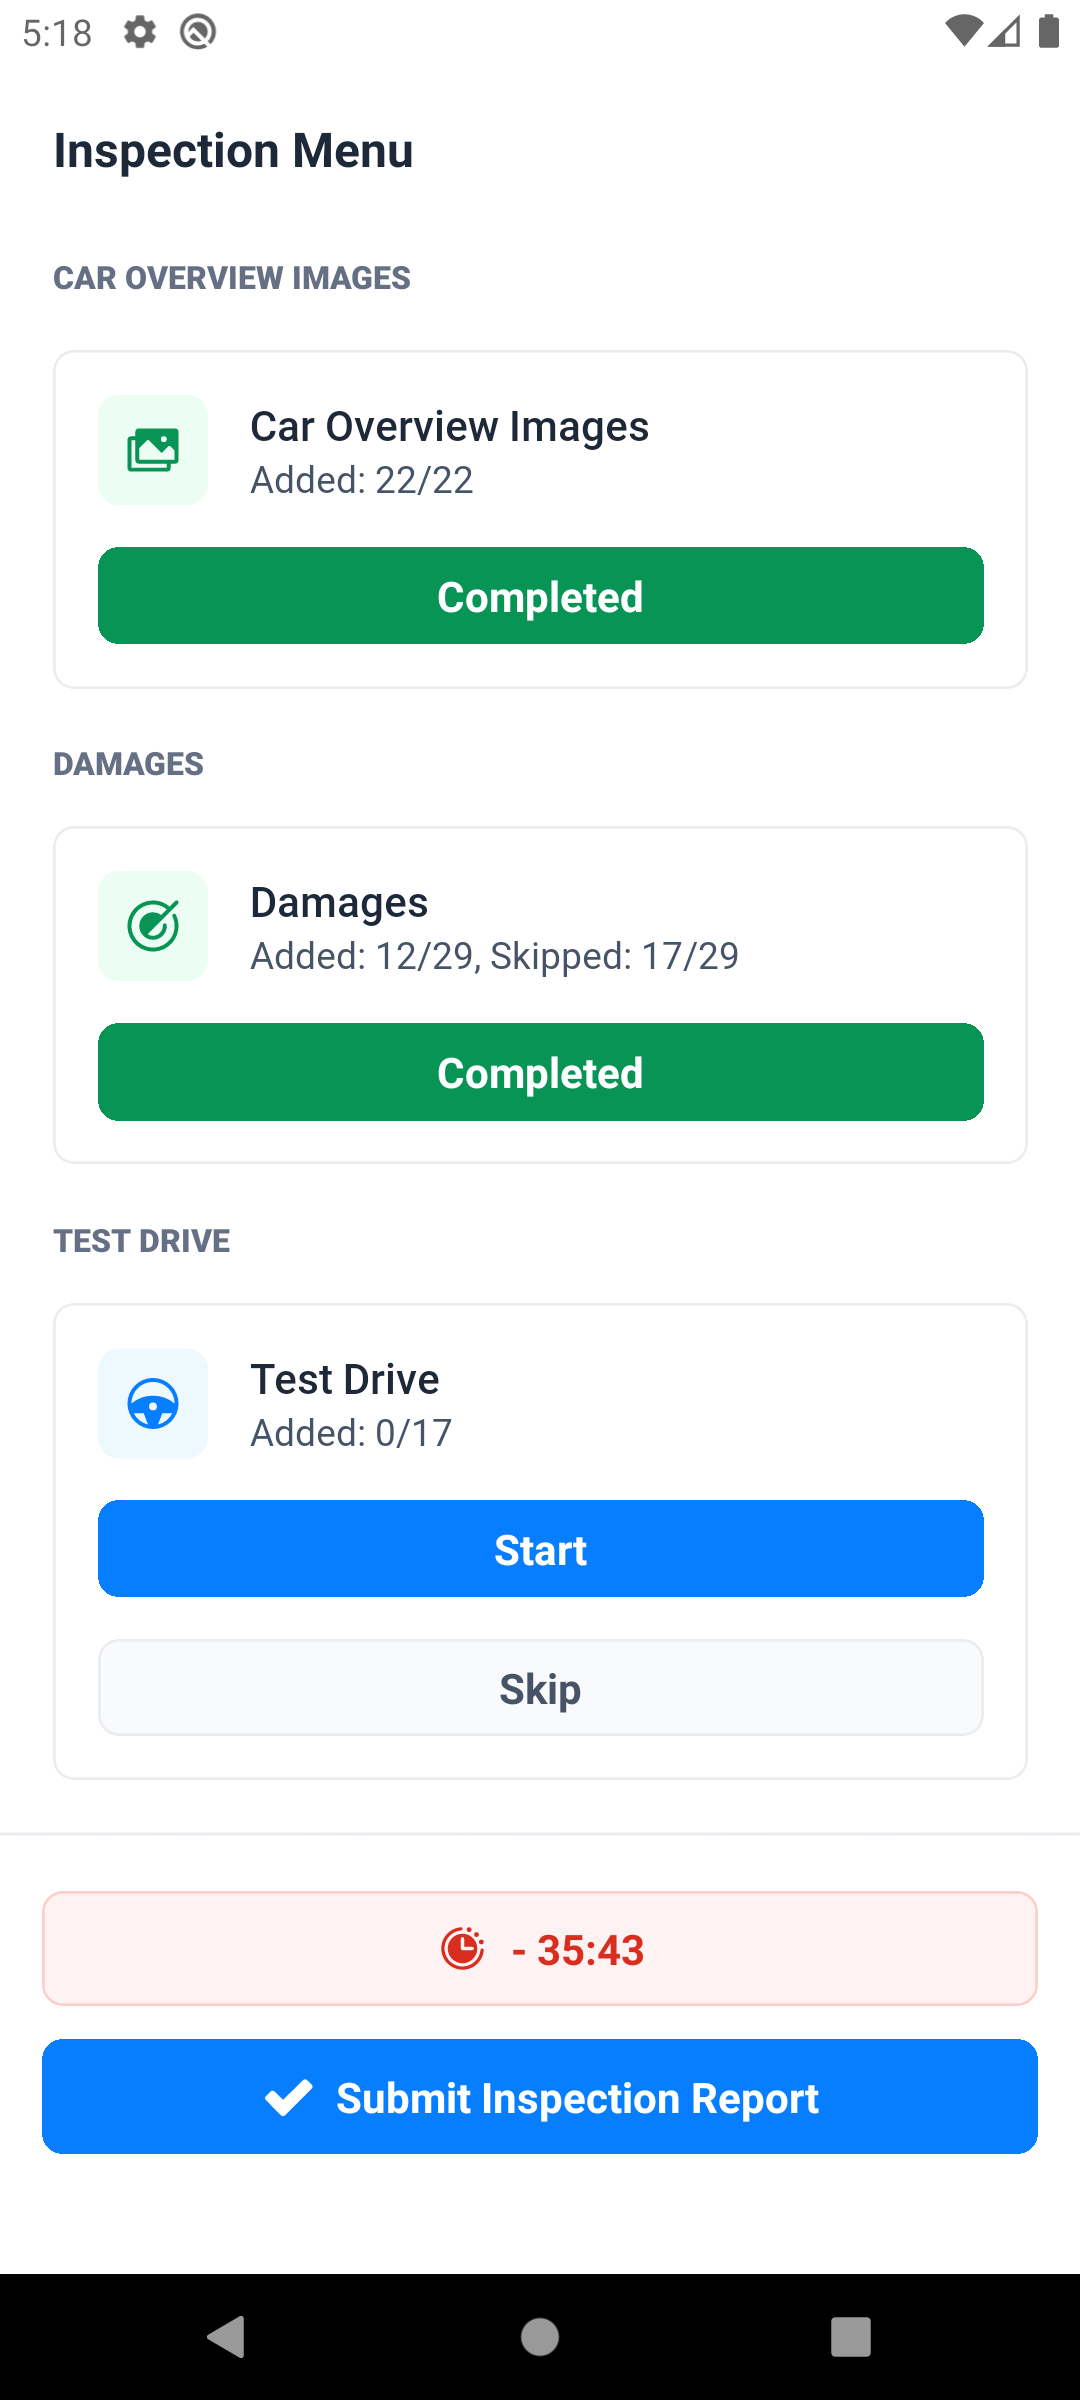 5:18
Inspection Menu
CAR OVERVIEW IMAGES
Car Overview Images
Added: 22/22
Completed
DAMAGES
Damages
Added: 12/29, Skipped: 17/29
Completed
TEST DRIVE
Test Drive
Added: 0/17
Start
Skip
- 35:43
Submit Inspection Report